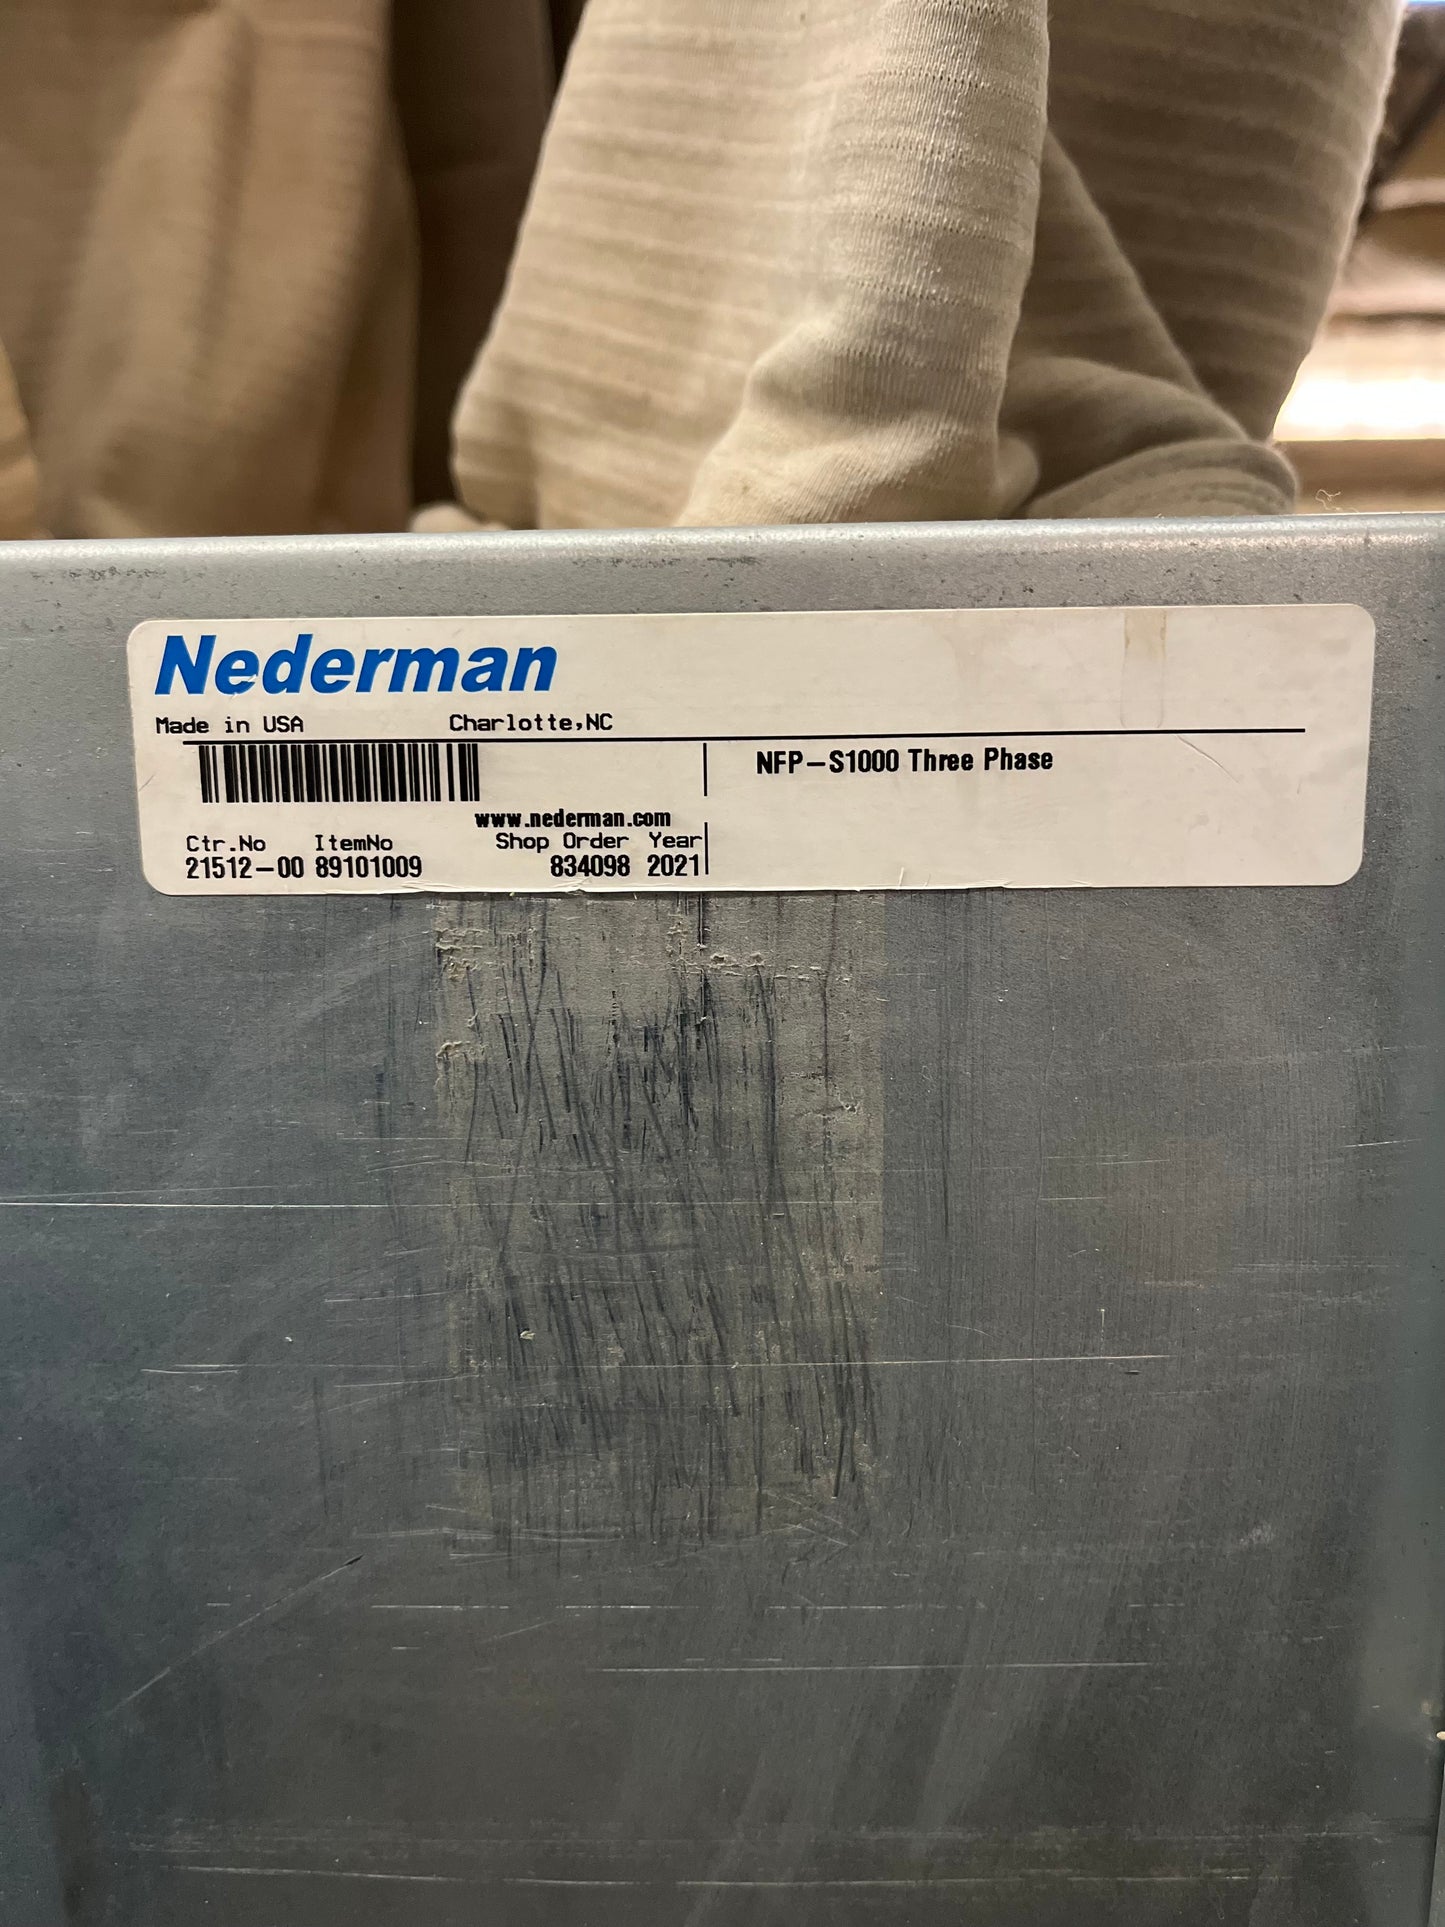 Nederman
Made in USA Charlotte,NC
NFP-S1000 Three Phase
www.nederman.com
Ctr.No ItemNo Shop Order Year
21512-00 89101009 834098 2021